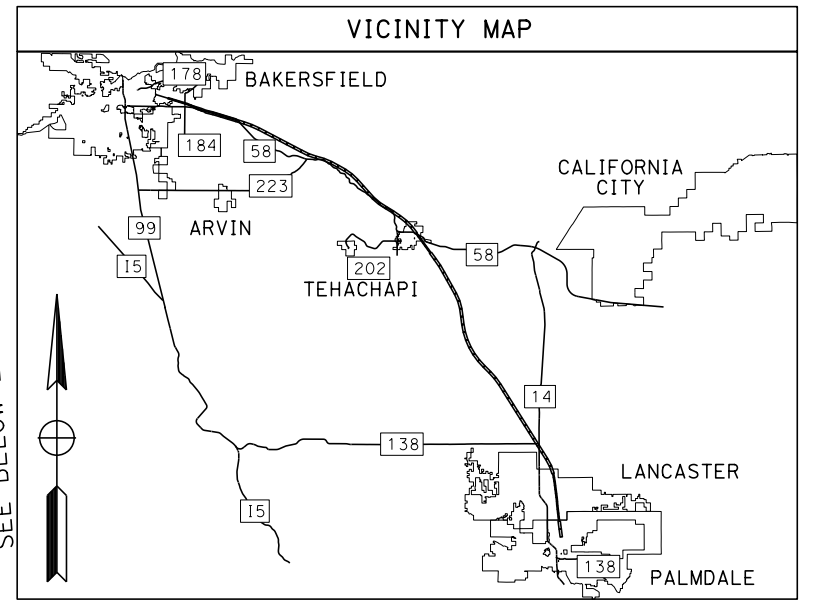 VICINITY MAP
178
BAKERSFIELD
184
58
223
CALIFORNIA
CITY
99
ARVIN
I5
202
TEHACHAPI
58
14
138
LANCASTER
I5
138
PALMDALE
SEE BELOW